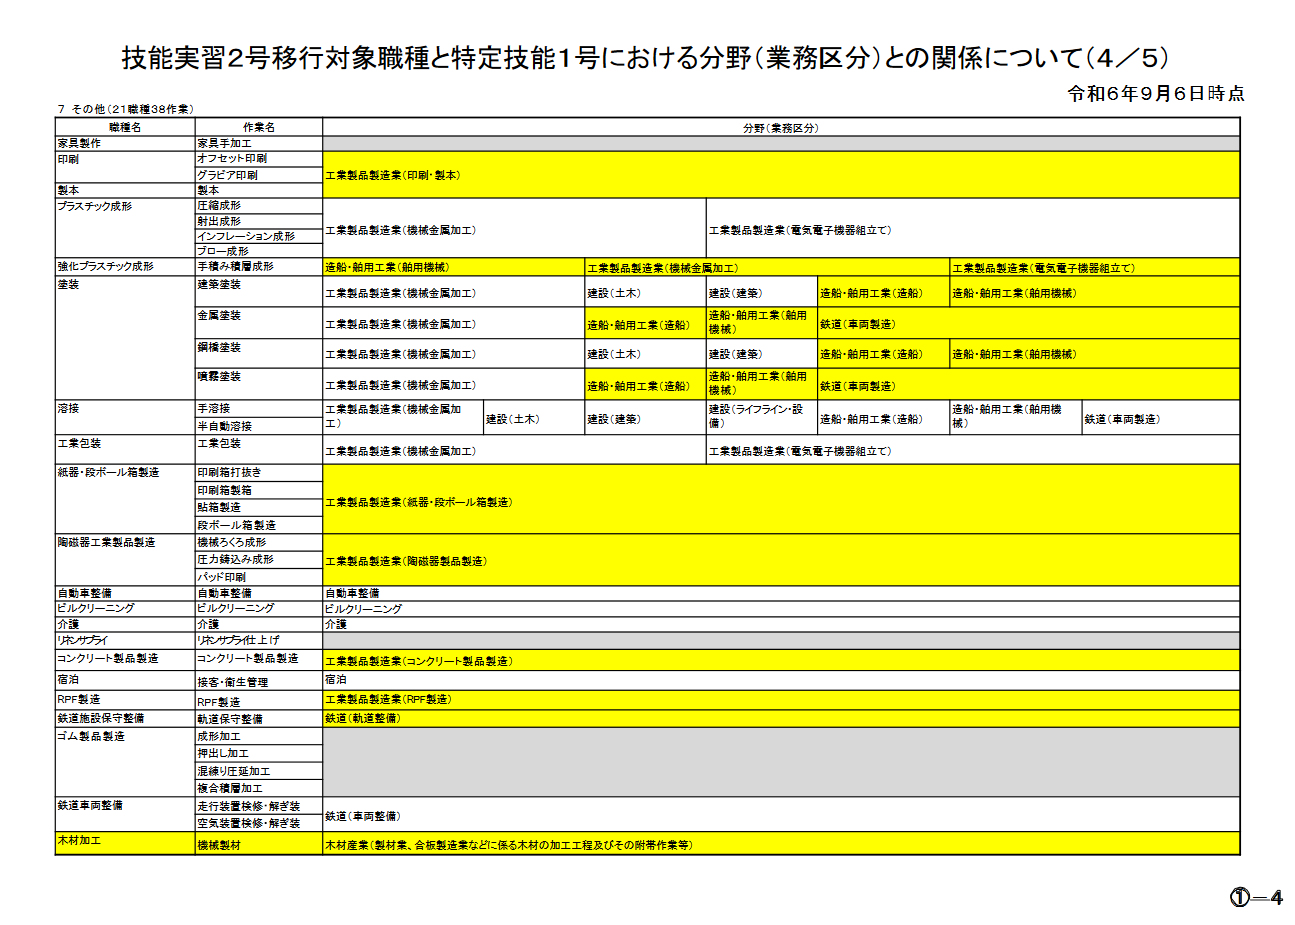 技能実習２号移行対象職種と特定技能１号における分野（業務区分）との関係について（４／５）
令和６年９月６日時点
７ その他（21職種38作業）
職種名 作業名 分野（業務区分）
家具製作 家具手加工
印刷 オフセット印刷
グラビア印刷
工業製品製造業（印刷・製本）
製本 製本
プラスチック成形 圧縮成形
射出成形
インフレーション成形
ブロー成形
工業製品製造業（機械金属加工） 工業製品製造業（電気電子機器組立て）
強化プラスチック成形 手積み積層成形 造船・舶用工業（舶用機械） 工業製品製造業（機械金属加工） 工業製品製造業（電気電子機器組立て）
塗装 建築塗装 工業製品製造業（機械金属加工） 建設（土木） 建設（建築） 造船・舶用工業（造船） 造船・舶用工業（舶用機械）
金属塗装 工業製品製造業（機械金属加工） 造船・舶用工業（造船） 造船・舶用工業（舶用
機械） 鉄道（車両製造）
鋼橋塗装 工業製品製造業（機械金属加工） 建設（土木） 建設（建築） 造船・舶用工業（造船） 造船・舶用工業（舶用機械）
噴霧塗装 工業製品製造業（機械金属加工） 造船・舶用工業（造船） 造船・舶用工業（舶用
機械） 鉄道（車両製造）
溶接 手溶接
半自動溶接
工業製品製造業（機械金属加
工） 建設（土木） 建設（建築） 建設（ライフライン・設
備） 造船・舶用工業（造船） 造船・舶用工業（舶用機
械） 鉄道（車両製造）
工業包装 工業包装 工業製品製造業（機械金属加工） 工業製品製造業（電気電子機器組立て）
紙器・段ボール箱製造 印刷箱打抜き
印刷箱製箱
貼箱製造
段ボール箱製造
工業製品製造業（紙器・段ボール箱製造）
陶磁器工業製品製造 機械ろくろ成形
圧力鋳込み成形
パッド印刷
工業製品製造業（陶磁器製品製造）
自動車整備 自動車整備 自動車整備
ビルクリーニング ビルクリーニング ビルクリーニング
介護 介護 介護
リネンサプライ リネンサプライ仕上げ
コンクリート製品製造 コンクリート製品製造 工業製品製造業（コンクリート製品製造）
宿泊 接客・衛生管理 宿泊
RPF製造 RPF製造 工業製品製造業（RPF製造）
鉄道施設保守整備 軌道保守整備 鉄道（軌道整備）
ゴム製品製造 成形加工
押出し加工
混練り圧延加工
複合積層加工
鉄道車両整備 走行装置検修・解ぎ装
空気装置検修・解ぎ装
鉄道（車両整備）
木材加工 機械製材 木材産業（製材業、合板製造業などに係る木材の加工工程及びその附帯作業等）
①－4